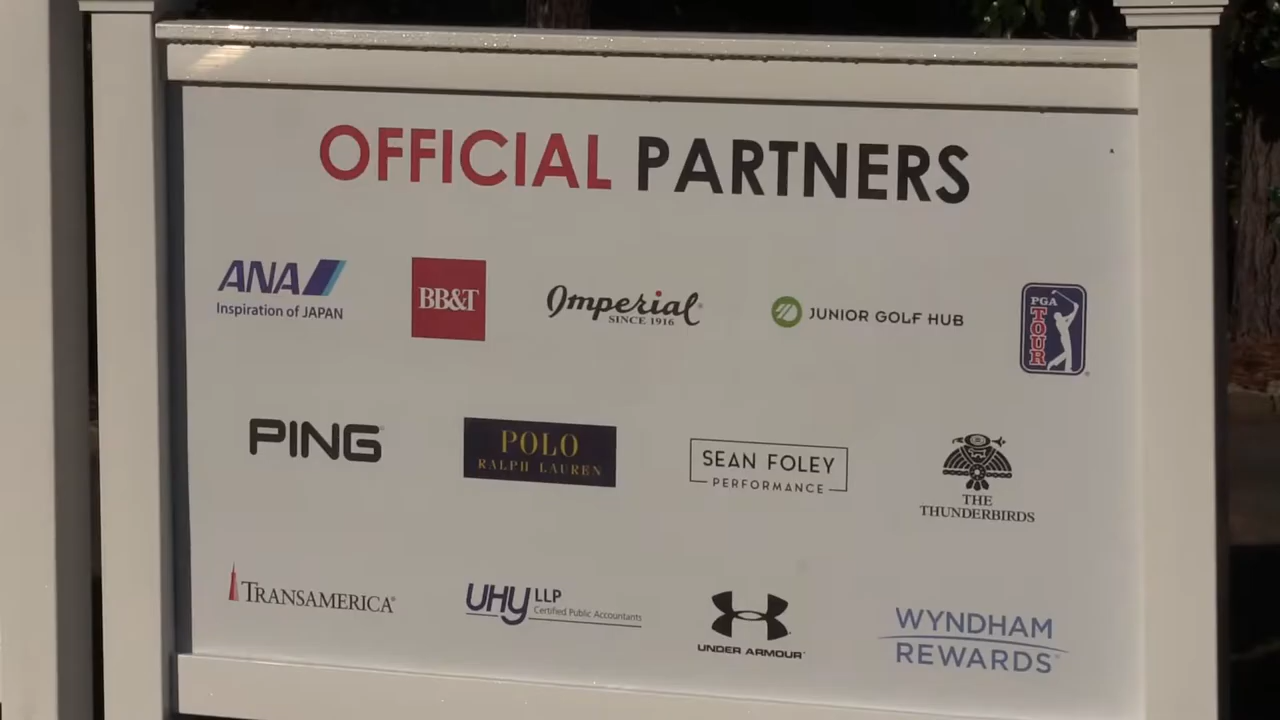 OFFICIAL PARTNERS
ANA
Inspiration of JAPAN
BB&T
Imperial
SINCE 1916
JUNIOR GOLF HUB
PGA
TOUR
PING
POLO
RALPH LAUREN
SEAN FOLEY
PERFORMANCE
THE
THUNDERBIRDS
TRANSAMERICA®
UHY LLP
Certified Public Accountants
UNDER ARMOUR
WYNDHAM
REWARDS